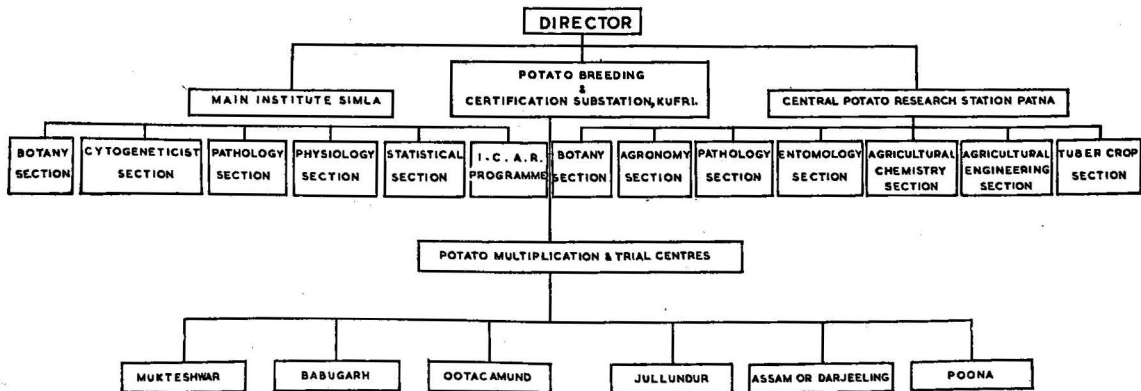 DIRECTOR
MAIN INSTITUTE SIMLA
POTATO BREEDING
&
CERTIFICATION SUBSTATION, KUFRI.
CENTRAL POTATO RESEARCH STATION PATNA
BOTANY
SECTION
CYTOGENETICIST
SECTION
PATHOLOGY
SECTION
PHYSIOLOGY
SECTION
STATISTICAL
SECTION
I-C.A.R.
PROGRAMME
BOTANY
SECTION
AGRONOMY
SECTION
PATHOLOGY
SECTION
ENTOMOLOGY
SECTION
AGRICULTURAL
CHEMISTRY
SECTION
AGRICULTURAL
ENGINEERING
SECTION
TUBER CROP
SECTION
POTATO MULTIPLICATION & TRIAL CENTRES
MUKTESHWAR
BABUGARH
OOTACAMUND
JULLUNDUR
ASSAM OR DARJEELING
POONA